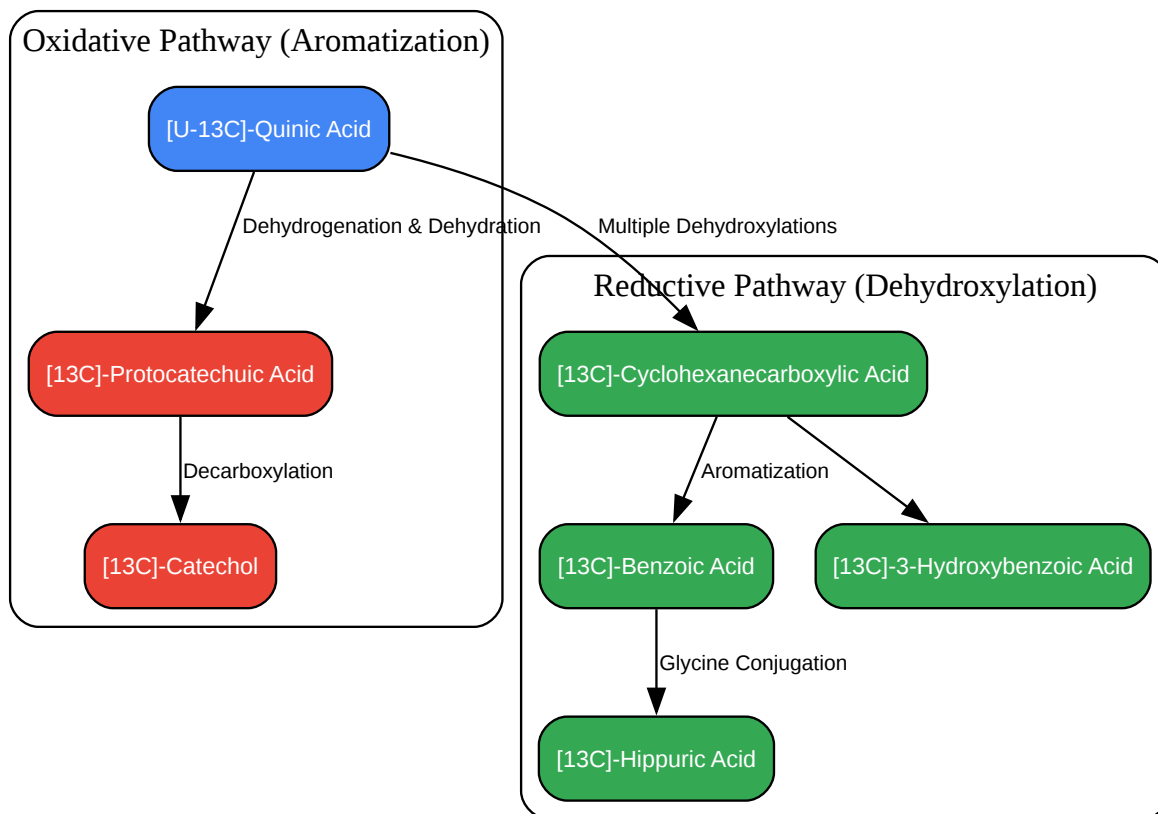 Oxidative Pathway (Aromatization)
[U-13C]-Quinic Acid
Dehydrogenation & Dehydration
Multiple Dehydroxylations
Reductive Pathway (Dehydroxylation)
[13C]-Protocatechuic Acid
[13C]-Cyclohexanecarboxylic Acid
Decarboxylation
Aromatization
[13C]-Catechol
[13C]-Benzoic Acid
[13C]-3-Hydroxybenzoic Acid
Glycine Conjugation
[13C]-Hippuric Acid